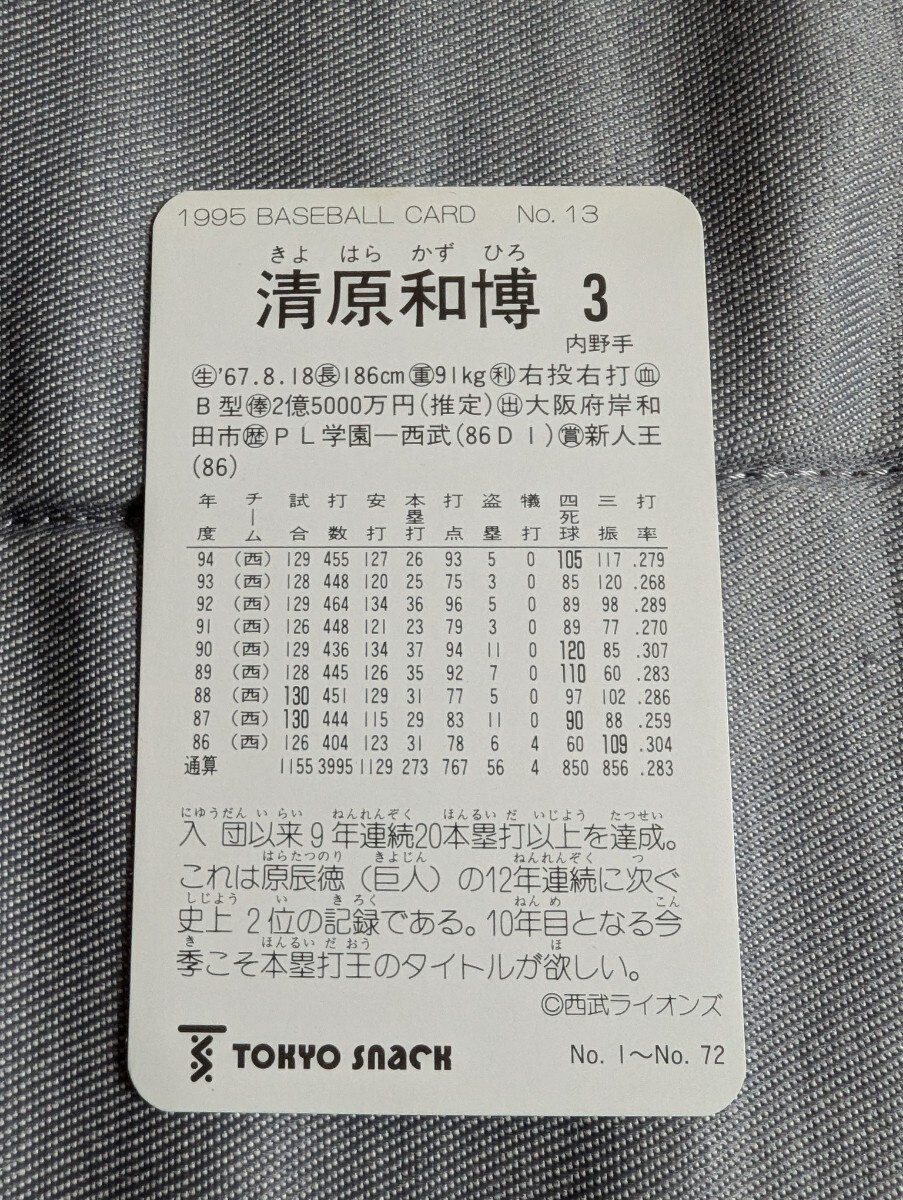 1995 BASEBALL CARD No. 13
きよ はら かず ひろ
清原和博 3
内野手
㊓'67.8.18㊐186cm㊑91kg㊒右投右打㊔
B型㊕2億5000万円(推定)㊖大阪府岸和
田市㊗PL学園—西武(86D1)㊘新人王
(86)
年度 チーム 試合 打数 安打 本塁打 打点 盗塁 犠打 四死球 三振 打率
94 (西) 129 455 127 26 93 5 0 105 117 .279
93 (西) 128 448 120 25 75 3 0 85 120 .268
92 (西) 129 464 134 36 96 5 0 89 98 .289
91 (西) 126 448 121 23 79 3 0 89 77 .270
90 (西) 129 436 134 37 94 11 0 120 85 .307
89 (西) 128 445 126 35 92 7 0 110 60 .283
88 (西) 130 451 129 31 77 5 0 97 102 .286
87 (西) 130 444 115 29 83 11 0 90 88 .259
86 (西) 126 404 123 31 78 6 4 60 109 .304
通算 1155 3995 1129 273 767 56 4 850 856 .283
にゅうだん い らい ねんれんぞく ほんるい だ いじょう たっせい
入団以来9年連続20本塁打以上を達成。
はらたつのり きょじん ねんれんぞく つ
これは原辰徳（巨人）の12年連続に次ぐ
しじょう い き ろく ねん め こん
史上2位の記録である。10年目となる今
き ほんるい だ おう ほ
季こそ本塁打王のタイトルが欲しい。
©西武ライオンズ
TOKYO SNACK No. 1～No. 72